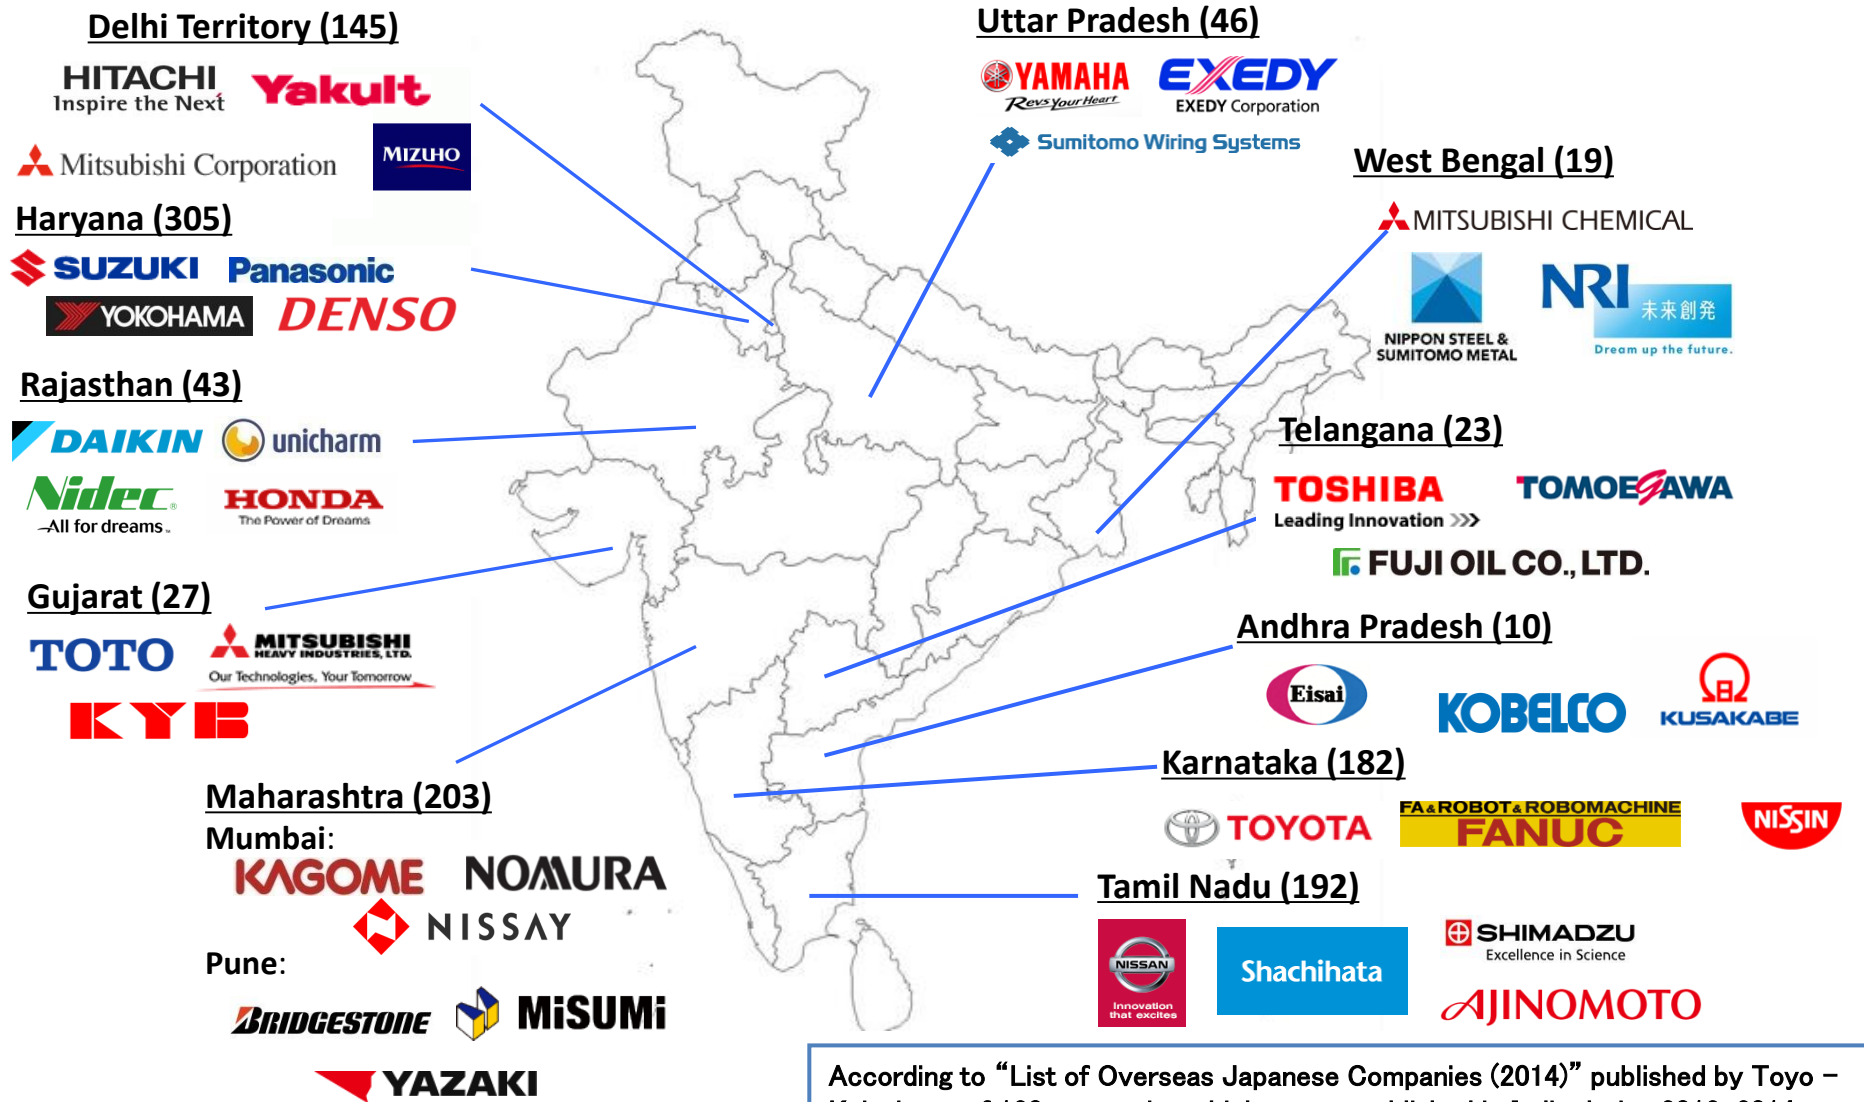 Delhi Territory (145)
HITACHI
Inspire the Next
Yakult
Mitsubishi Corporation
MIZUHO
Haryana (305)
SUZUKI
Panasonic
YOKOHAMA
DENSO
Rajasthan (43)
DAIKIN
unicharm
Nidec
All for dreams
HONDA
The Power of Dreams
Gujarat (27)
TOTO
MITSUBISHI
HEAVY INDUSTRIES, LTD.
Our Technologies, Your Tomorrow
KYB
Maharashtra (203)
Mumbai:
KAGOME
NOMURA
NISSAY
Pune:
BRIDGESTONE
MiSUMi
YAZAKI
Uttar Pradesh (46)
YAMAHA
Revs Your Heart
EXEDY
EXEDY Corporation
Sumitomo Wiring Systems
West Bengal (19)
MITSUBISHI CHEMICAL
NIPPON STEEL &
SUMITOMO METAL
NRI
未来創発
Dream up the future.
Telangana (23)
TOSHIBA
Leading Innovation >>>
TOMOEGAWA
FUJI OIL CO., LTD.
Andhra Pradesh (10)
Eisai
KOBELCO
KUSAKABE
Karnataka (182)
TOYOTA
FA & ROBOT & ROBOMACHINE
FANUC
NISSIN
Tamil Nadu (192)
NISSAN
Innovation
that excites
Shachihata
SHIMADZU
Excellence in Science
AJINOMOTO
According to “List of Overseas Japanese Companies (2014)” published by Toyo –